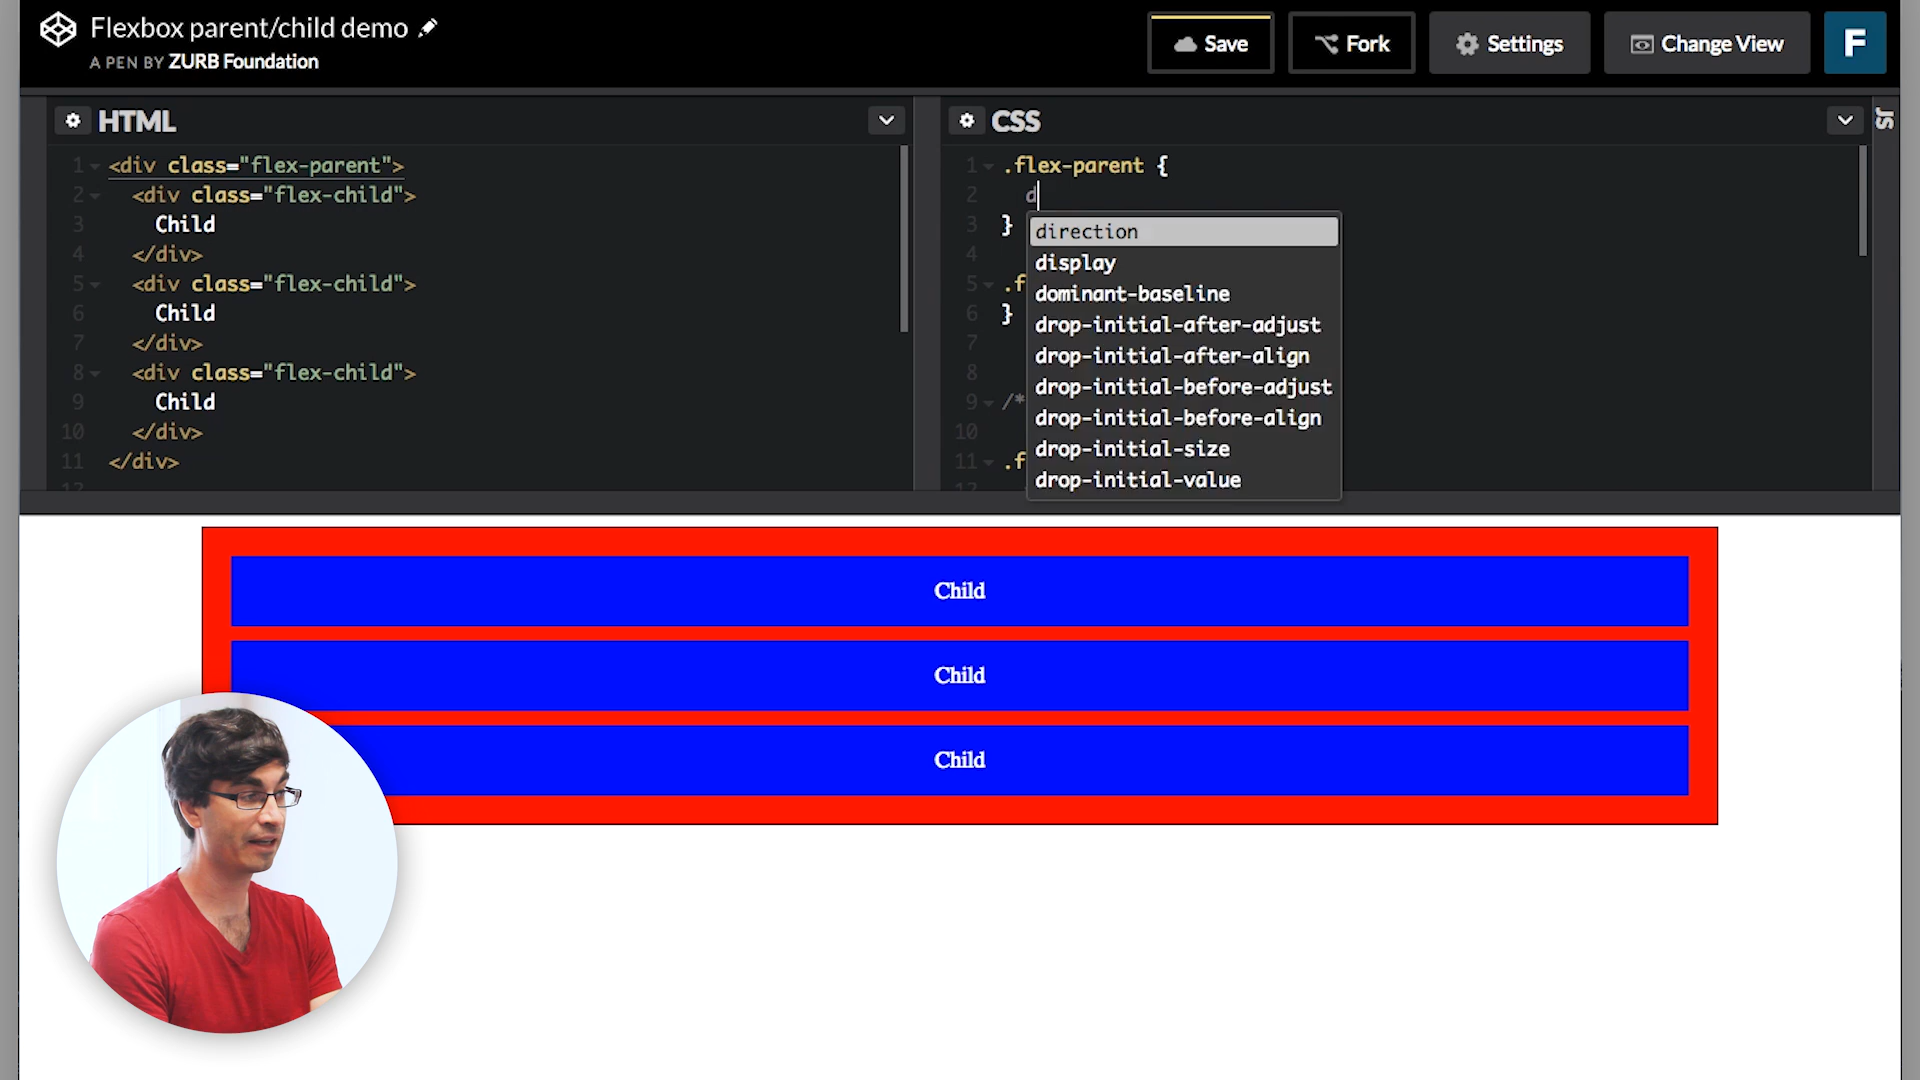 Flexbox parent/child demo
A PEN BY ZURB Foundation
Save
Fork
Settings
Change View
F
HTML
1 <div class="flex-parent">
2 <div class="flex-child">
3 Child
4 </div>
5 <div class="flex-child">
6 Child
7 </div>
8 <div class="flex-child">
9 Child
10 </div>
11 </div>
12
CSS
JS
1 .flex-parent {
2 d
3 }
4
5 .f
6 }
7
8
9 /*
10
11 .f
12
direction
display
dominant-baseline
drop-initial-after-adjust
drop-initial-after-align
drop-initial-before-adjust
drop-initial-before-align
drop-initial-size
drop-initial-value
Child
Child
Child